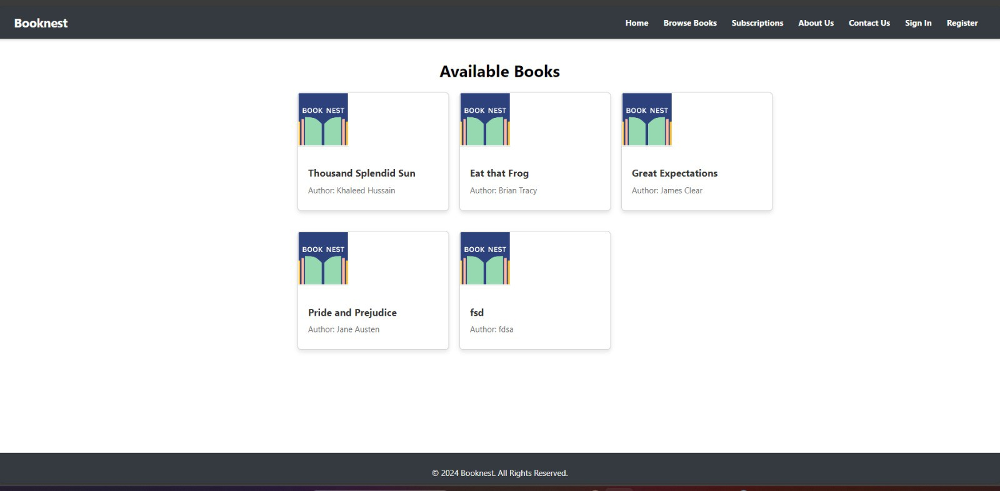 Booknest
Home Browse Books Subscriptions About Us Contact Us Sign In Register
Available Books
BOOK NEST
Thousand Splendid Sun
Author: Khaleed Hussain
BOOK NEST
Eat that Frog
Author: Brian Tracy
BOOK NEST
Great Expectations
Author: James Clear
BOOK NEST
Pride and Prejudice
Author: Jane Austen
BOOK NEST
fsd
Author: fdsa
© 2024 Booknest. All Rights Reserved.